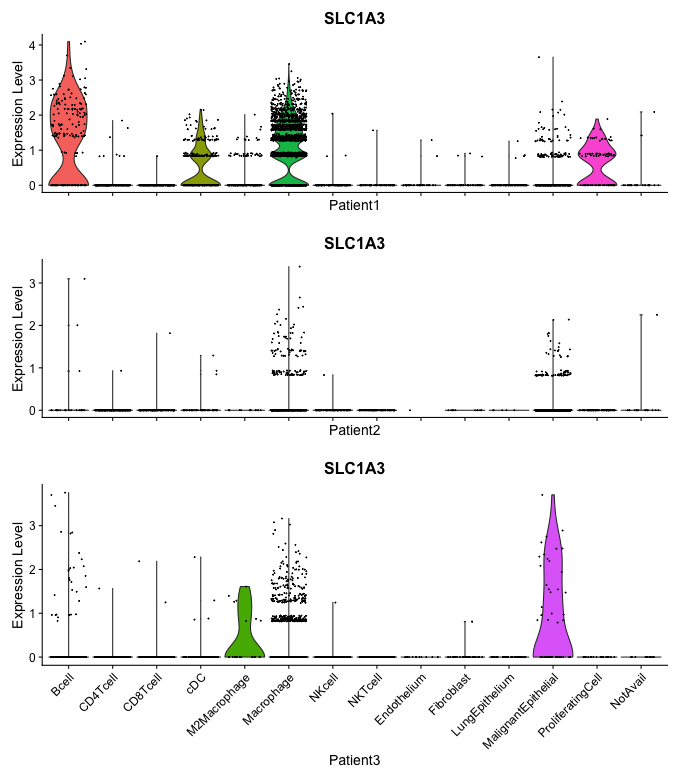 SLC1A3
Expression Level
4
3
2
1
0
Patient1
SLC1A3
Expression Level
3
2
1
0
Patient2
SLC1A3
Expression Level
3
2
1
0
Bcell
CD4Tcell
CD8Tcell
cDC
M2Macrophage
Macrophage
NKcell
NKTcell
Endothelium
Fibroblast
LungEpithelium
MalignantEpithelial
ProliferatingCell
NotAvail
Patient3